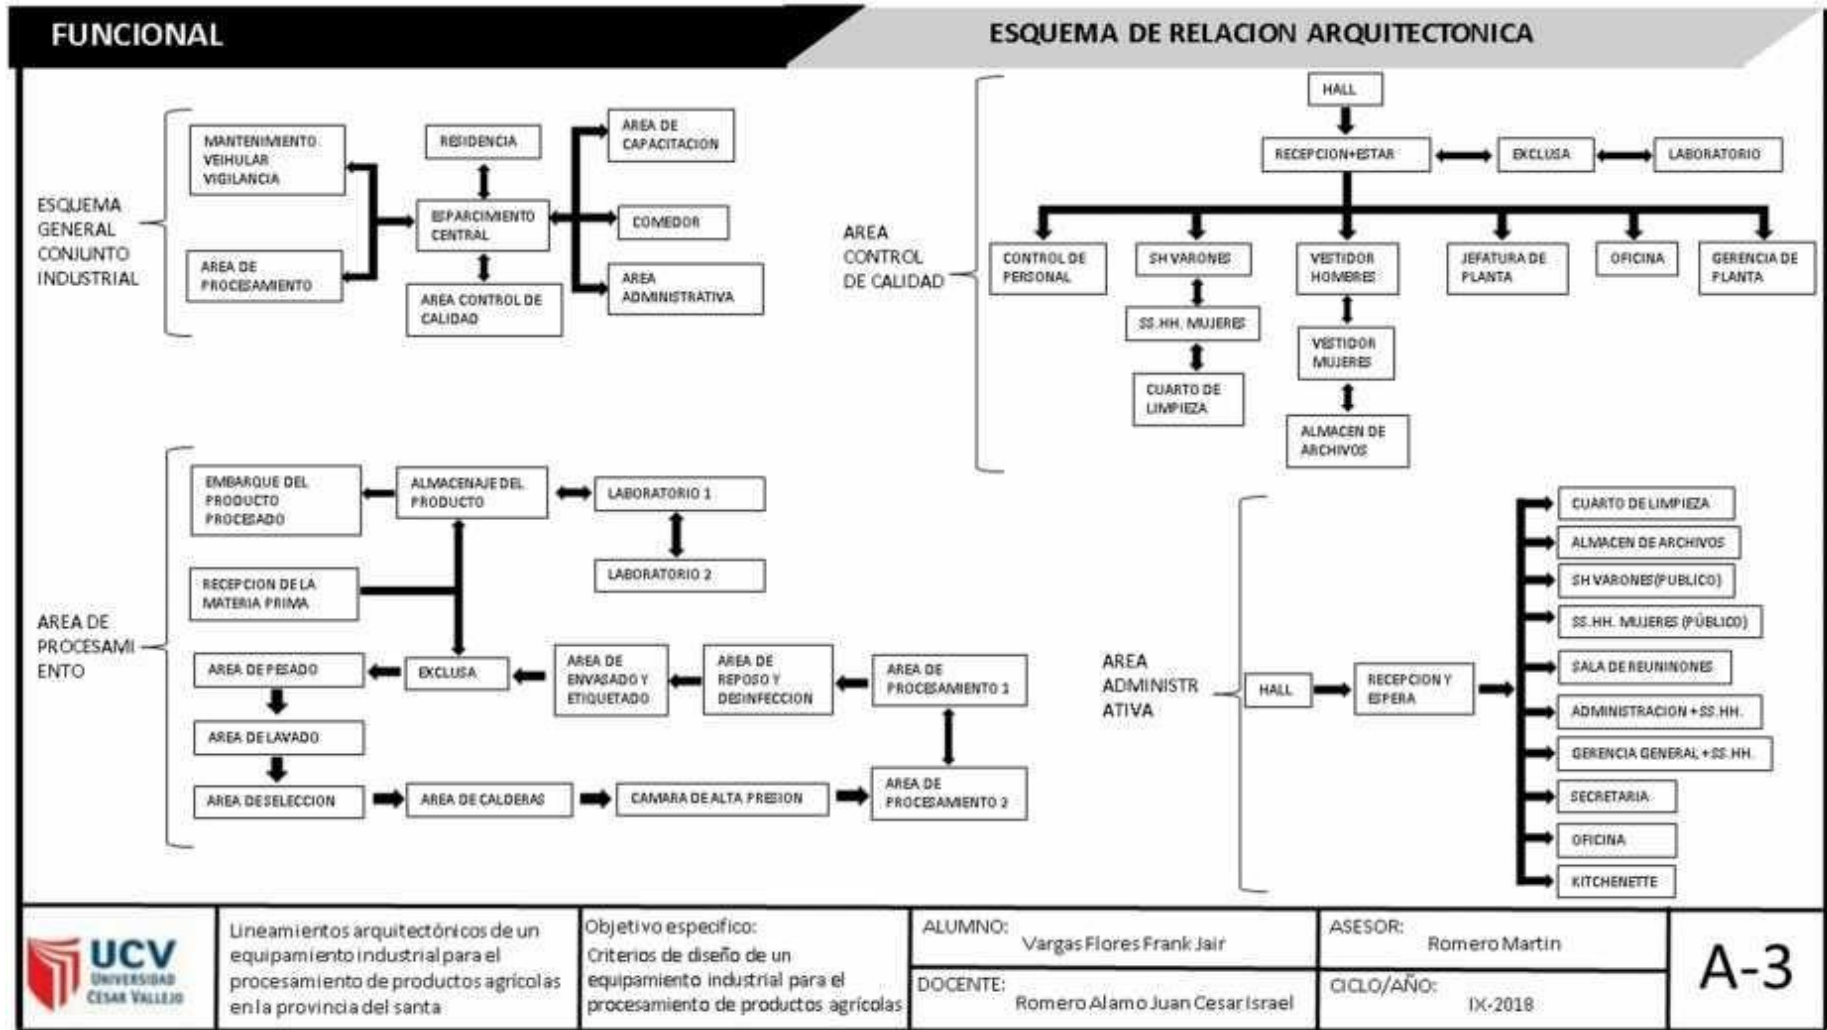 FUNCIONAL
ESQUEMA DE RELACION ARQUITECTONICA
ESQUEMA
GENERAL
CONJUNTO
INDUSTRIAL
MANTENIMIENTO
VEIHULAR
VIGILANCIA
AREA DE
PROCESAMIENTO
RESIDENCIA
ESPARCIMIENTO
CENTRAL
AREA CONTROL DE
CALIDAD
AREA DE
CAPACITACION
COMEDOR
AREA
ADMINISTRATIVA
AREA
CONTROL
DE CALIDAD
HALL
RECEPCION+ESTAR
EXCLUSA
LABORATORIO
CONTROL DE
PERSONAL
SH VARONES
VESTIDOR
HOMBRES
JEFATURA DE
PLANTA
OFICINA
GERENCIA DE
PLANTA
SS.HH. MUJERES
VESTIDOR
MUJERES
CUARTO DE
LIMPIEZA
ALMACEN DE
ARCHIVOS
AREA DE
PROCESAMI
ENTO
EMBARQUE DEL
PRODUCTO
PROCESADO
ALMACENAJE DEL
PRODUCTO
LABORATORIO 1
LABORATORIO 2
RECEPCION DE LA
MATERIA PRIMA
AREA DE PESADO
EXCLUSA
AREA DE
ENVASADO Y
ETIQUETADO
AREA DE
REPOSO Y
DESINFECCION
AREA DE
PROCESAMIENTO 1
AREA DE LAVADO
AREA DE SELECCION
AREA DE CALDERAS
CAMARA DE ALTA PRESION
AREA DE
PROCESAMIENTO 2
AREA
ADMINISTR
ATIVA
HALL
RECEPCION Y
ESPERA
CUARTO DE LIMPIEZA
ALMACEN DE ARCHIVOS
SH VARONES(PUBLICO)
SS.HH. MUJERES (PÚBLICO)
SALA DE REUNINONES
ADMINISTRACION +SS.HH.
GERENCIA GENERAL +SS.HH.
SECRETARIA
OFICINA
KITCHENETTE
UCV
UNIVERSIDAD
CESAR VALLEJO
Lineamientos arquitectónicos de un
equipamiento industrial para el
procesamiento de productos agrícolas
en la provincia del santa
Objetivo especifico:
Criterios de diseño de un
equipamiento industrial para el
procesamiento de productos agrícolas
ALUMNO:
Vargas Flores Frank Jair
DOCENTE:
Romero Alamo Juan Cesar Israel
ASESOR:
Romero Martin
CICLO/AÑO:
IX-2018
A-3